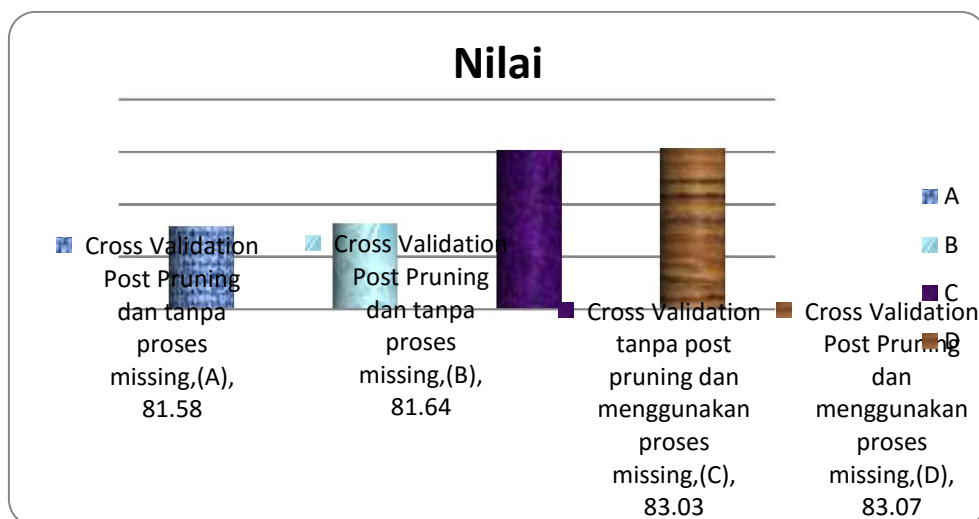 Nilai
Cross Validation
Post Pruning
dan tanpa
proses
missing,(A),
81.58
Cross Validation
Post Pruning
dan tanpa
proses
missing,(B),
81.64
Cross Validation
tanpa post
pruning dan
menggunakan
proses
missing,(C),
83.03
Cross Validation
Post Pruning
dan
menggunakan
proses
missing,(D),
83.07
A
B
C
D